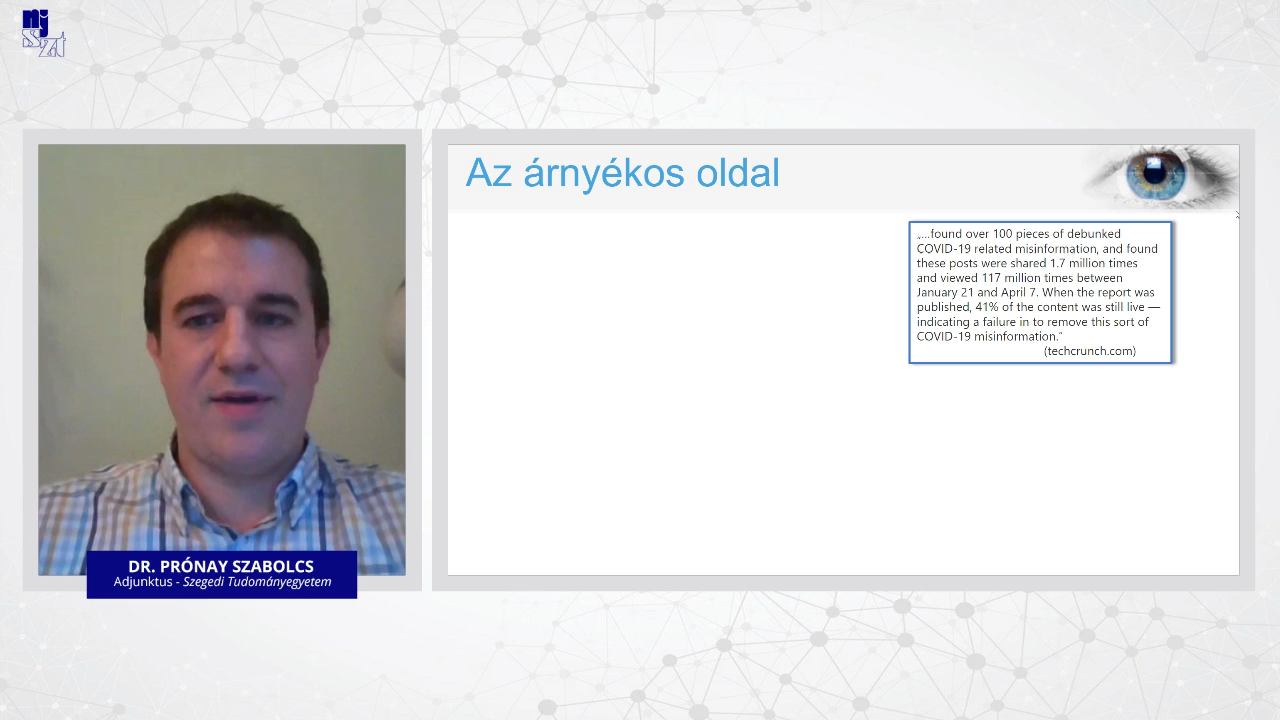 nj
szt
Az árnyékos oldal
„...found over 100 pieces of debunked
COVID-19 related misinformation, and found
these posts were shared 1.7 million times
and viewed 117 million times between
January 21 and April 7. When the report was
published, 41% of the content was still live —
indicating a failure in to remove this sort of
COVID-19 misinformation.”
(techcrunch.com)
DR. PRÓNAY SZABOLCS
Adjunktus - Szegedi Tudományegyetem